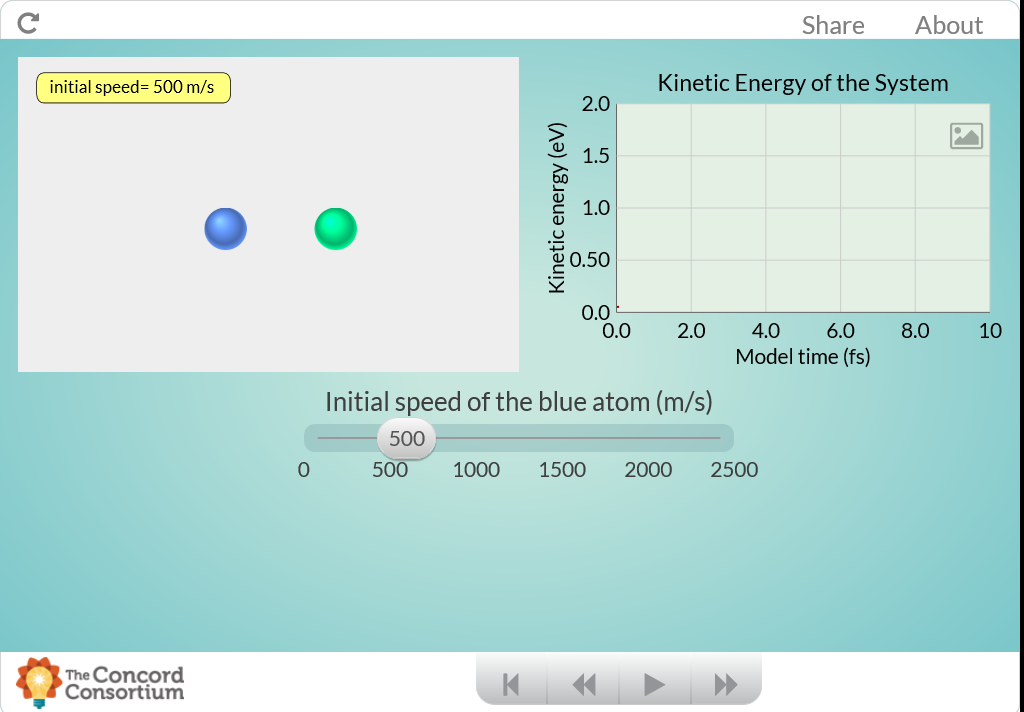 Share About
initial speed= 500 m/s
Kinetic Energy of the System
Kinetic energy (eV)
2.0
1.5
1.0
0.50
0.0
0.0 2.0 4.0 6.0 8.0 10
Model time (fs)
Initial speed of the blue atom (m/s)
500
0 500 1000 1500 2000 2500
The Concord
Consortium